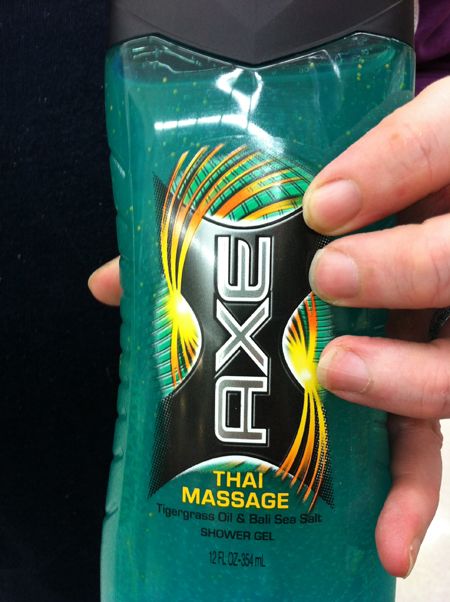 AXE
THAI
MASSAGE
Tigergrass Oil & Bali Sea Salt
SHOWER GEL
12 FL OZ-354 mL